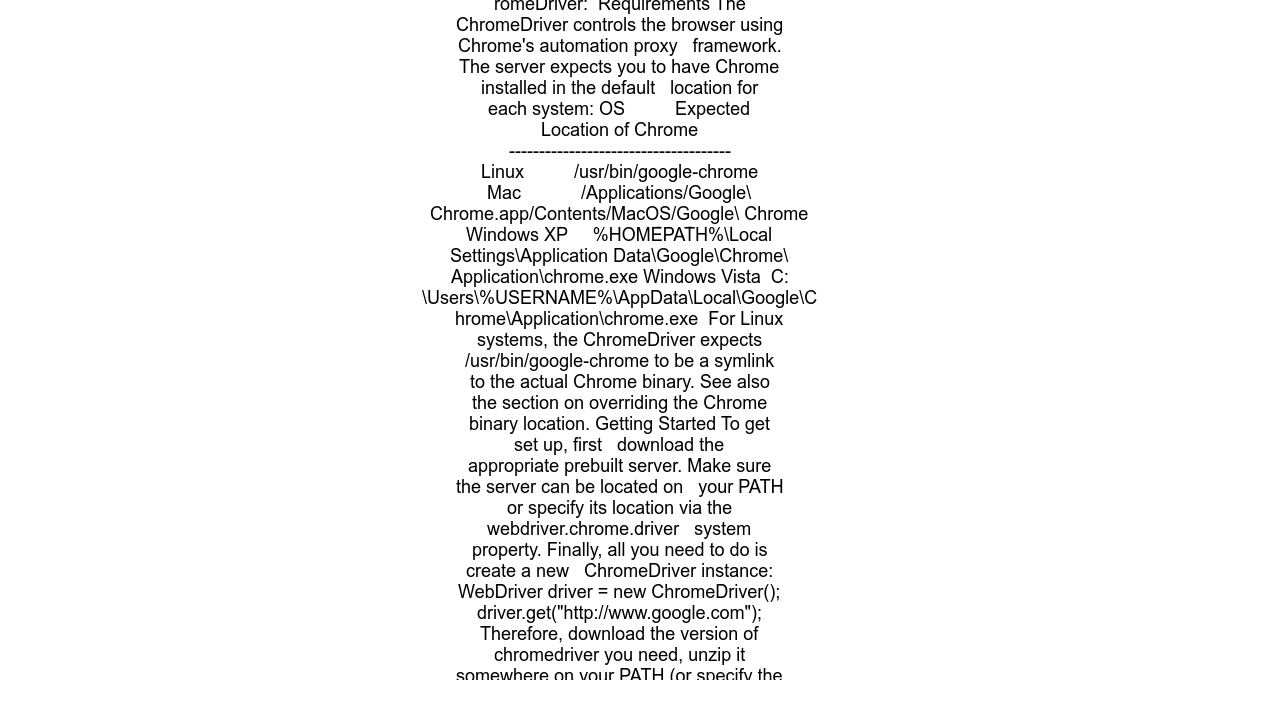 romeDriver:  Requirements The
ChromeDriver controls the browser using
Chrome's automation proxy   framework.
The server expects you to have Chrome
installed in the default   location for
each system: OS          Expected
Location of Chrome
-------------------------------------
Linux          /usr/bin/google-chrome
Mac            /Applications/Google\
Chrome.app/Contents/MacOS/Google\ Chrome
Windows XP     %HOMEPATH%\Local
Settings\Application Data\Google\Chrome\
Application\chrome.exe Windows Vista  C:
\Users\%USERNAME%\AppData\Local\Google\C
hrome\Application\chrome.exe  For Linux
systems, the ChromeDriver expects
/usr/bin/google-chrome to be a symlink
to the actual Chrome binary. See also
the section on overriding the Chrome
binary location. Getting Started To get
set up, first   download the
appropriate prebuilt server. Make sure
the server can be located on   your PATH
or specify its location via the
webdriver.chrome.driver   system
property. Finally, all you need to do is
create a new   ChromeDriver instance:
WebDriver driver = new ChromeDriver();
driver.get("http://www.google.com");
Therefore, download the version of
chromedriver you need, unzip it
somewhere on your PATH (or specify the